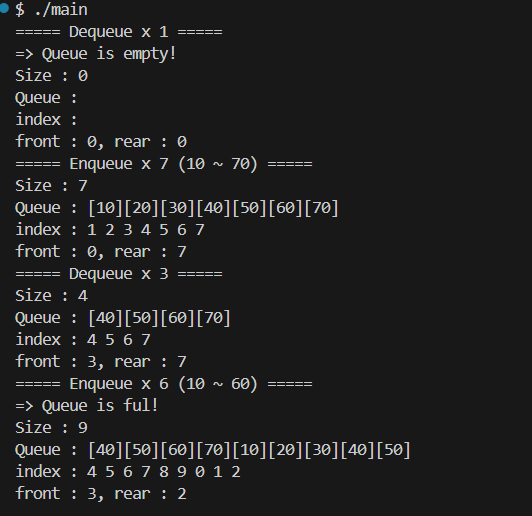 $ ./main
===== Dequeue x 1 =====
=> Queue is empty!
Size : 0
Queue :
index :
front : 0, rear : 0
===== Enqueue x 7 (10 ~ 70) =====
Size : 7
Queue : [10][20][30][40][50][60][70]
index : 1 2 3 4 5 6 7
front : 0, rear : 7
===== Dequeue x 3 =====
Size : 4
Queue : [40][50][60][70]
index : 4 5 6 7
front : 3, rear : 7
===== Enqueue x 6 (10 ~ 60) =====
=> Queue is ful!
Size : 9
Queue : [40][50][60][70][10][20][30][40][50]
index : 4 5 6 7 8 9 0 1 2
front : 3, rear : 2